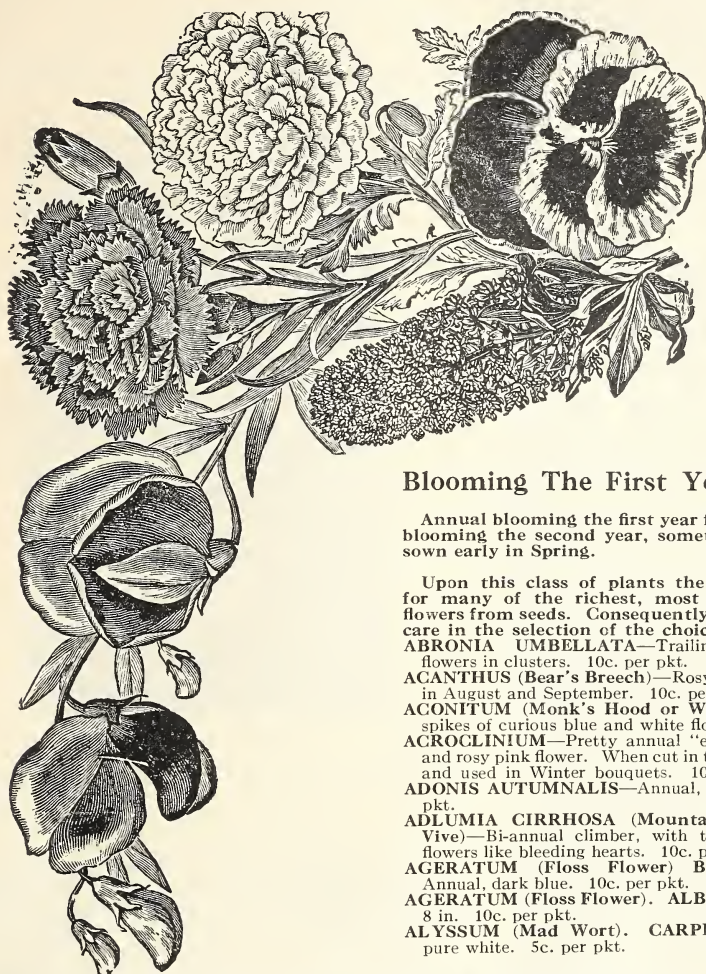 Blooming The First Ye
Annual blooming the first year f
blooming the second year, somet
sown early in Spring.
Upon this class of plants the
for many of the richest, most
flowers from seeds. Consequently
care in the selection of the choic
ABRONIA UMBELLATA—Trailin
flowers in clusters. 10c. per pkt.
ACANTHUS (Bear's Breech)—Rosy
in August and September. 10c. pe
ACONITUM (Monk's Hood or W
spikes of curious blue and white flo
ACROCLINIUM—Pretty annual "e
and rosy pink flower. When cut in t
and used in Winter bouquets. 10
ADONIS AUTUMNALIS—Annual,
pkt.
ADLUMIA CIRRHOSA (Mounta
Vive)—Bi-annual climber, with t
flowers like bleeding hearts. 10c. p
AGERATUM (Floss Flower) B
Annual, dark blue. 10c. per pkt.
AGERATUM (Floss Flower). ALB
8 in. 10c. per pkt.
ALYSSUM (Mad Wort). CARP
pure white. 5c. per pkt.